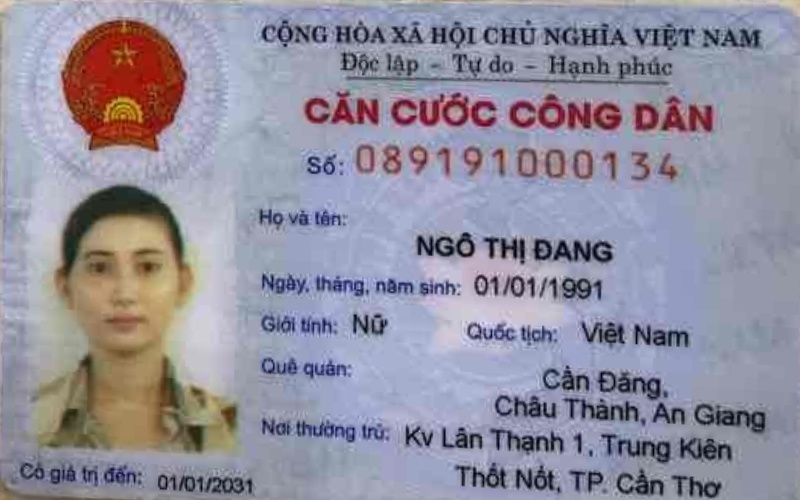 CỘNG HÒA XÃ HỘI CHỦ NGHĨA VIỆT NAM
Độc lập - Tự do - Hạnh phúc
CĂN CƯỚC CÔNG DÂN
Số: 089191000134
Họ và tên:
NGÔ THỊ ĐANG
Ngày, tháng, năm sinh: 01/01/1991
Giới tính: Nữ Quốc tịch: Việt Nam
Quê quán:
Cần Đăng,
Châu Thành, An Giang
Nơi thường trú: Kv Lân Thạnh 1, Trung Kiên
Thốt Nốt, TP. Cần Thơ
Có giá trị đến: 01/01/2031